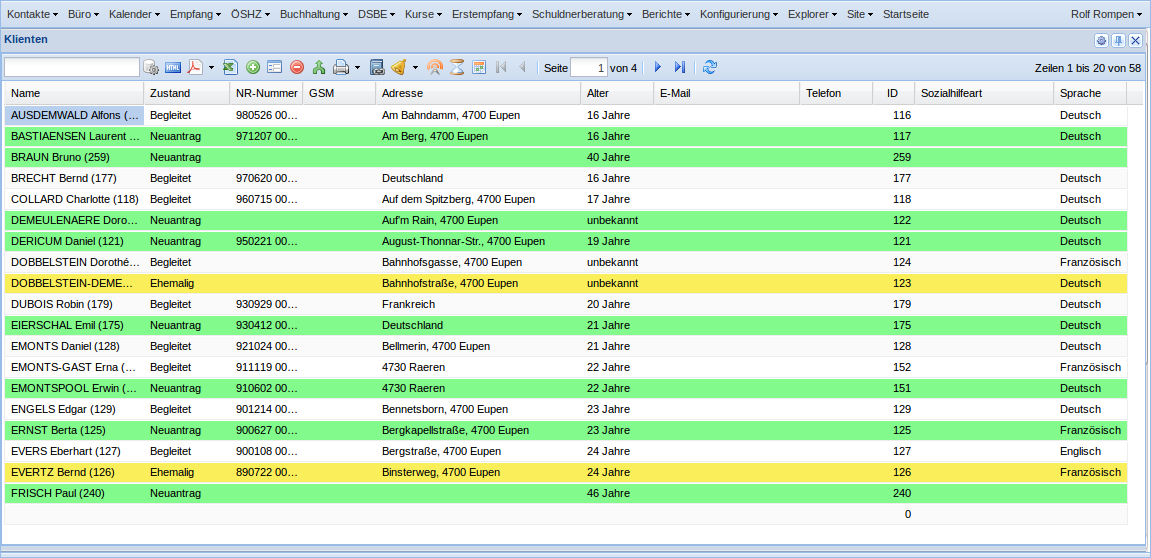 Kontakte Büro Kalender Empfang ÖSHZ Buchhaltung DSBE Kurse Erstempfang Schuldnerberatung Berichte Konfigurierung Explorer Site Startseite Rolf Rompen
Klienten
HTML Seite 1 von 4 Zeilen 1 bis 20 von 58
Name Zustand NR-Nummer GSM Adresse Alter E-Mail Telefon ID Sozialhilfeart Sprache
AUSDEMWALD Alfons (... Begleitet 980526 00... Am Bahndamm, 4700 Eupen 16 Jahre 116 Deutsch
BASTIAENSEN Laurent ... Neuantrag 971207 00... Am Berg, 4700 Eupen 16 Jahre 117 Deutsch
BRAUN Bruno (259) Neuantrag 40 Jahre 259
BRECHT Bernd (177) Begleitet 970620 00... Deutschland 16 Jahre 177 Deutsch
COLLARD Charlotte (118) Begleitet 960715 00... Auf dem Spitzberg, 4700 Eupen 17 Jahre 118 Deutsch
DEMEULENAERE Doro... Neuantrag Auf'm Rain, 4700 Eupen unbekannt 122 Deutsch
DERICUM Daniel (121) Neuantrag 950221 00... August-Thonnar-Str., 4700 Eupen 19 Jahre 121 Deutsch
DOBBELSTEIN Dorothé... Begleitet Bahnhofsgasse, 4700 Eupen unbekannt 124 Französisch
DOBBELSTEIN-DEME... Ehemalig Bahnhofstraße, 4700 Eupen unbekannt 123 Deutsch
DUBOIS Robin (179) Begleitet 930929 00... Frankreich 20 Jahre 179 Deutsch
EIERSCHAL Emil (175) Neuantrag 930412 00... Deutschland 21 Jahre 175 Deutsch
EMONTS Daniel (128) Begleitet 921024 00... Bellmerin, 4700 Eupen 21 Jahre 128 Deutsch
EMONTS-GAST Erna (... Begleitet 911119 00... 4730 Raeren 22 Jahre 152 Französisch
EMONTSPOOL Erwin (... Neuantrag 910602 00... 4730 Raeren 22 Jahre 151 Deutsch
ENGELS Edgar (129) Begleitet 901214 00... Bennetsborn, 4700 Eupen 23 Jahre 129 Deutsch
ERNST Berta (125) Neuantrag 900627 00... Bergkapellstraße, 4700 Eupen 23 Jahre 125 Französisch
EVERS Eberhart (127) Begleitet 900108 00... Bergstraße, 4700 Eupen 24 Jahre 127 Englisch
EVERTZ Bernd (126) Ehemalig 890722 00... Binsterweg, 4700 Eupen 24 Jahre 126 Französisch
FRISCH Paul (240) Neuantrag 46 Jahre 240
0